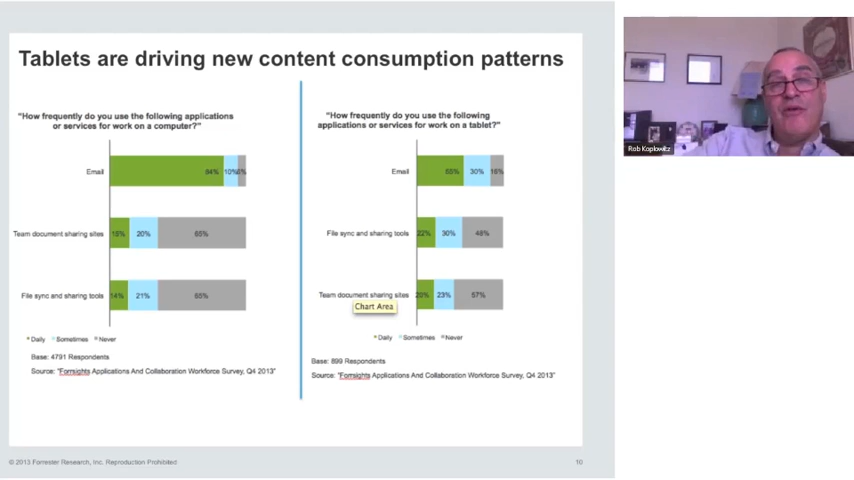 Tablets are driving new content consumption patterns
"How frequently do you use the following applications
or services for work on a computer?"
Email
84%
10%
6%
Team document sharing sites
15%
20%
65%
File sync and sharing tools
14%
21%
65%
Daily Sometimes Never
Base: 4791 Respondents
Source: "Forrsights Applications And Collaboration Workforce Survey, Q4 2013"
"How frequently do you use the following
applications or services for work on a tablet?"
Email
55%
30%
16%
File sync and sharing tools
22%
30%
48%
Team document sharing sites
20%
23%
57%
Chart Area
Daily Sometimes Never
Base: 899 Respondents
Source: "Forrsights Applications And Collaboration Workforce Survey, Q4 2013"
© 2013 Forrester Research, Inc. Reproduction Prohibited
10
Rob Koplowitz